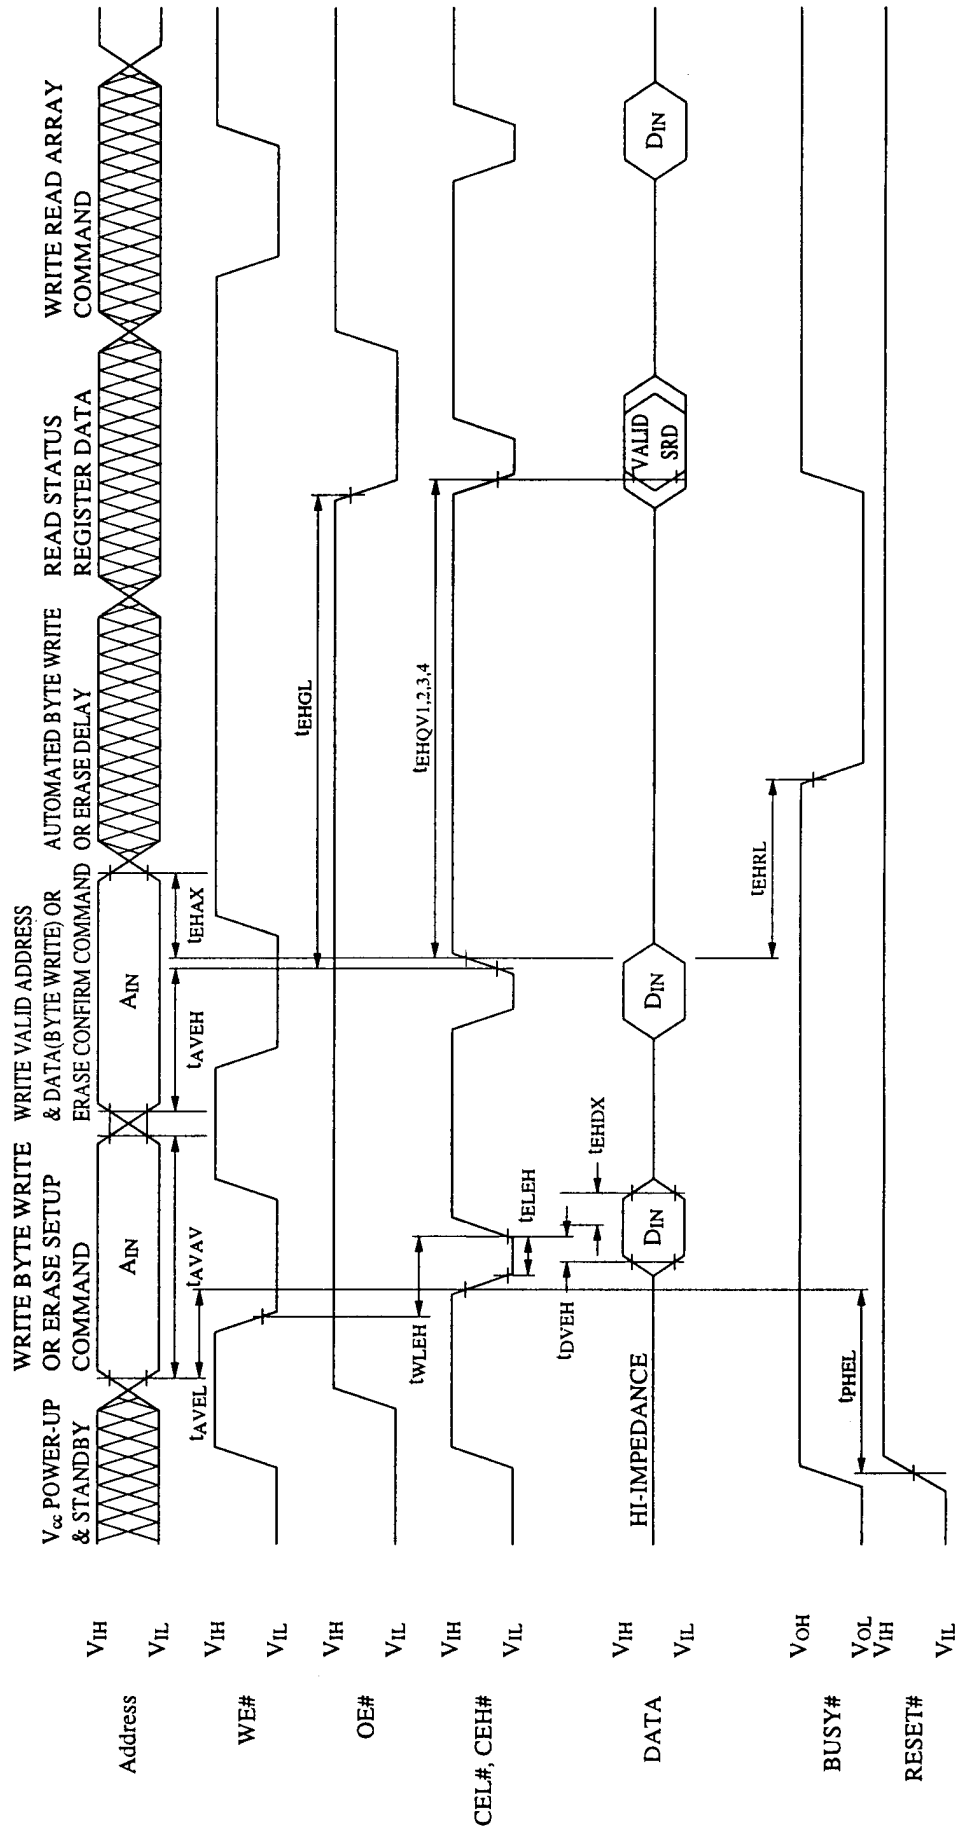 Vcc POWER-UP
& STANDBY
WRITE BYTE WRITE
OR ERASE SETUP
COMMAND
WRITE VALID ADDRESS
& DATA(BYTE WRITE) OR
ERASE CONFIRM COMMAND
AUTOMATED BYTE WRITE
OR ERASE DELAY
READ STATUS
REGISTER DATA
WRITE READ ARRAY
COMMAND
Address
VIH
VIL
AIN
AIN
tAVEL
tAVAV
tAVEH
tEHAX
WE#
VIH
VIL
OE#
VIH
VIL
tWLEH
tEHGL
CEL#, CEH#
VIH
VIL
tELEH
tEHQV1,2,3,4
tDVEH
tEHDX
DATA
VIH
VIL
HI-IMPEDANCE
DIN
DIN
VALID
SRD
DIN
tEHRL
BUSY#
VOH
VOL
tPHEL
RESET#
VIH
VIL